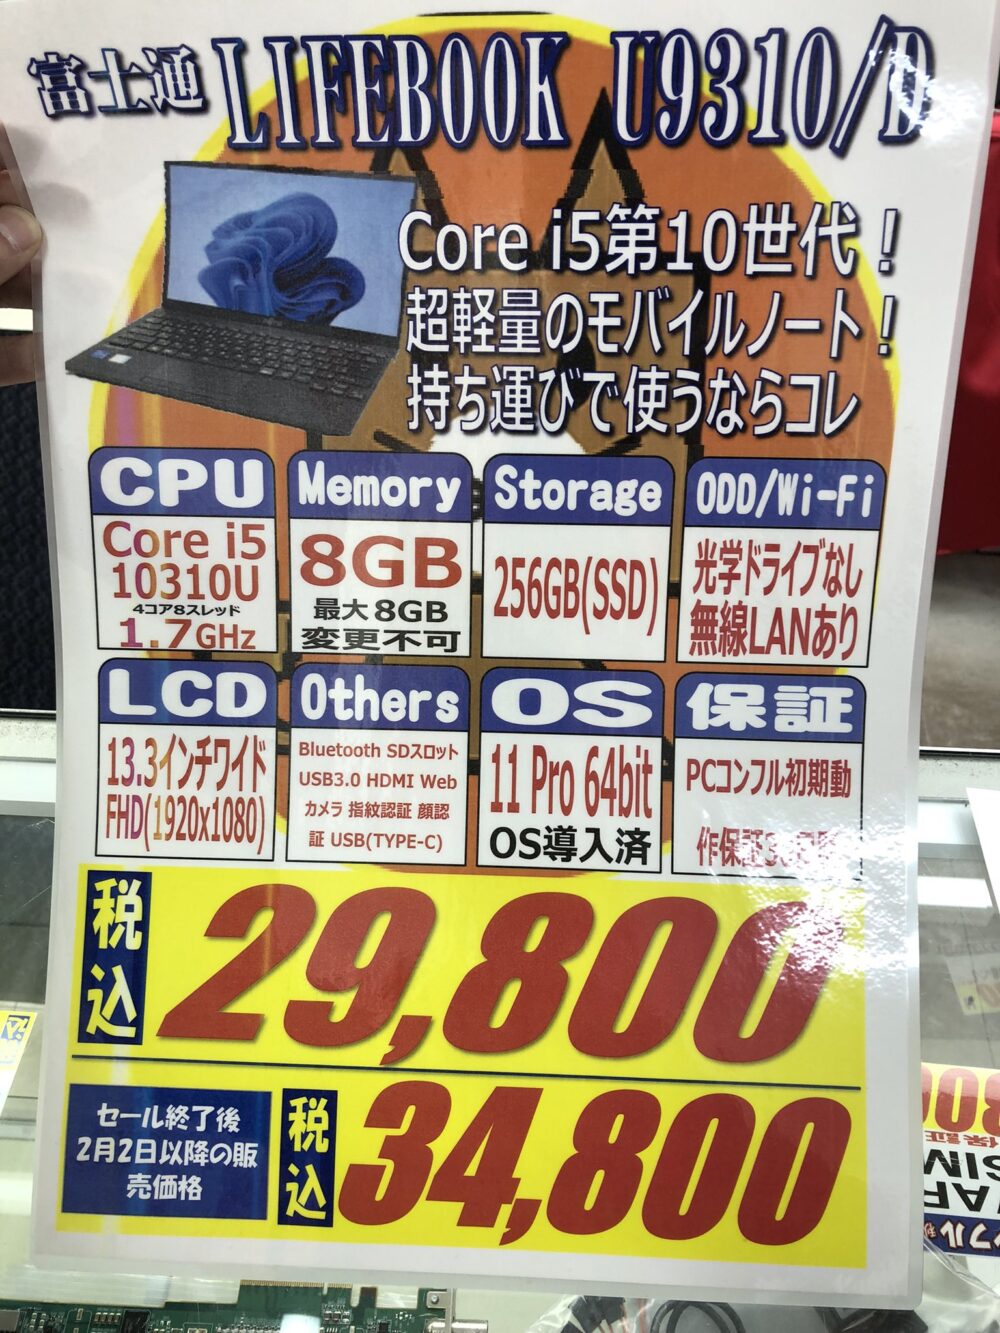 富士通 LIFEBOOK U9310/D
Core i5第10世代！
超軽量のモバイルノート！
持ち運びで使うならコレ
CPU
Core i5
10310U
4コア8スレッド
1.7GHz
Memory
8GB
最大8GB
変更不可
Storage
256GB(SSD)
ODD/Wi-Fi
光学ドライブなし
無線LANあり
LCD
13.3インチワイド
FHD(1920x1080)
Others
Bluetooth SDスロット
USB3.0 HDMI Web
カメラ 指紋認証 顔認
証 USB(TYPE-C)
OS
11 Pro 64bit
OS導入済
保証
PCコンフル初期動
作保証3
税込
29,800
セール終了後
2月2日以降の販
売価格
税込
34,800